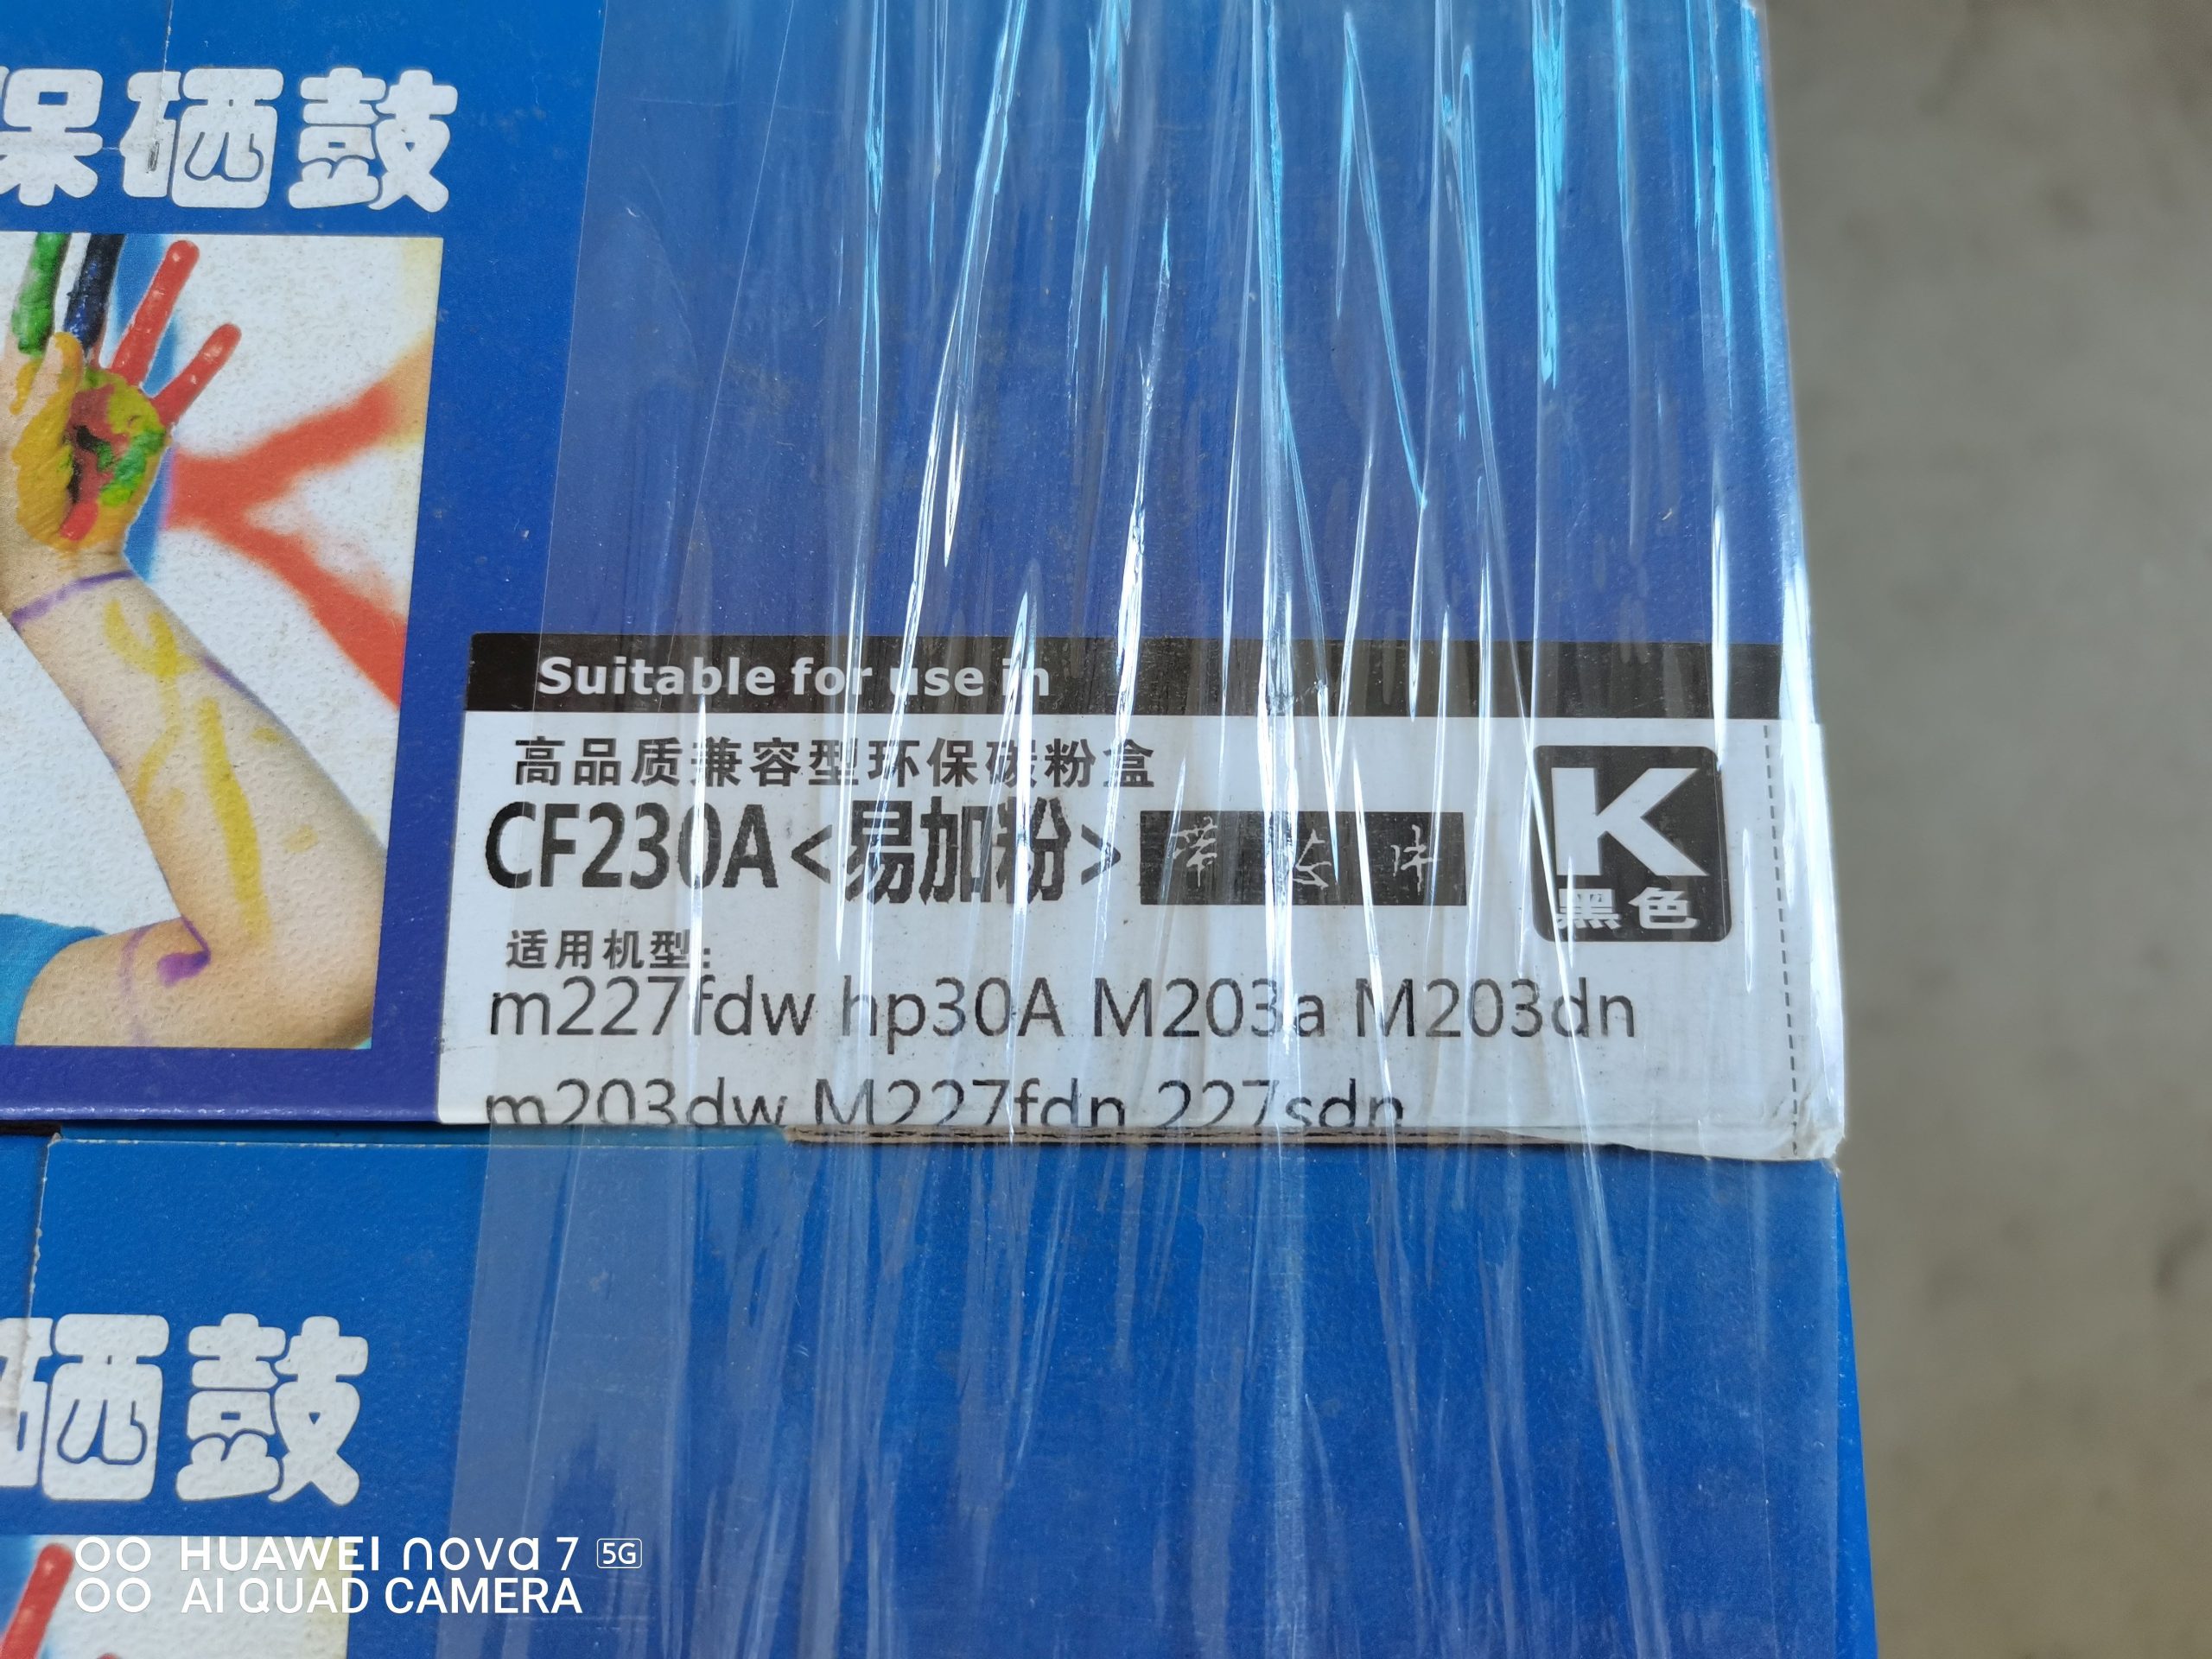 保硒鼓
Suitable for use in
高品质兼容型环保碳粉盒
CF230A<易加粉>
K
黑色
适用机型:
m227fdw hp30A M203a M203dn
m203dw M227fdn 227sdn
硒鼓
HUAWEI nova 7 5G
AI QUAD CAMERA